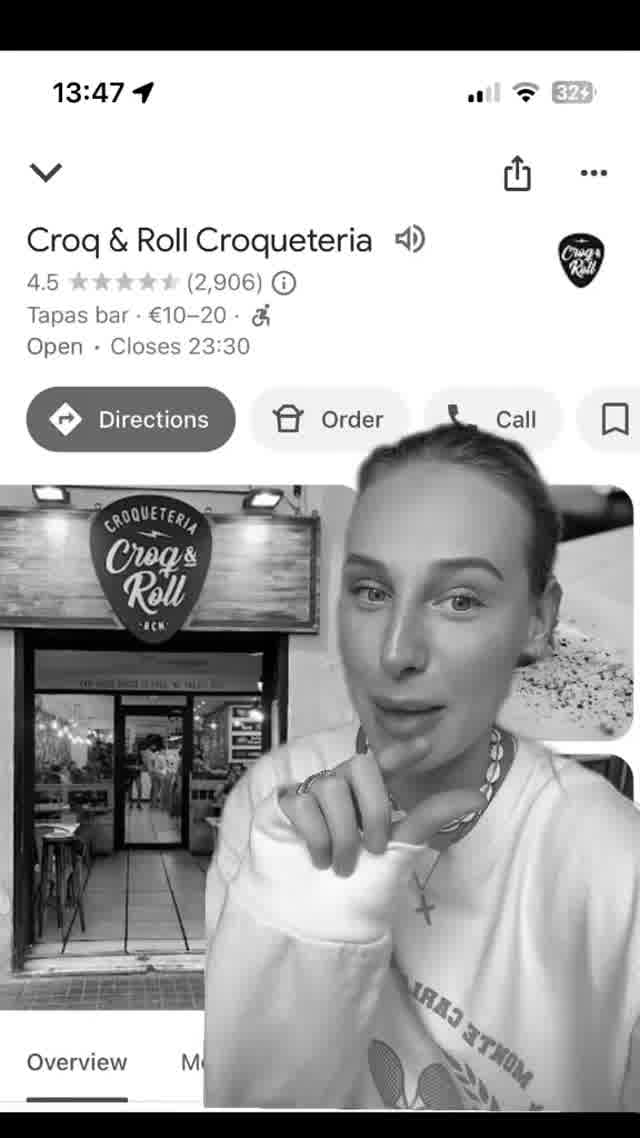 13:47
32
Croq & Roll Croqueteria
4.5 (2,906)
Tapas bar · €10–20 ·
Open · Closes 23:30
Croq &
Roll
Directions
Order
Call
CROQUETERIA
Croq &
Roll
·BCN·
MONTE CARL
Overview
M